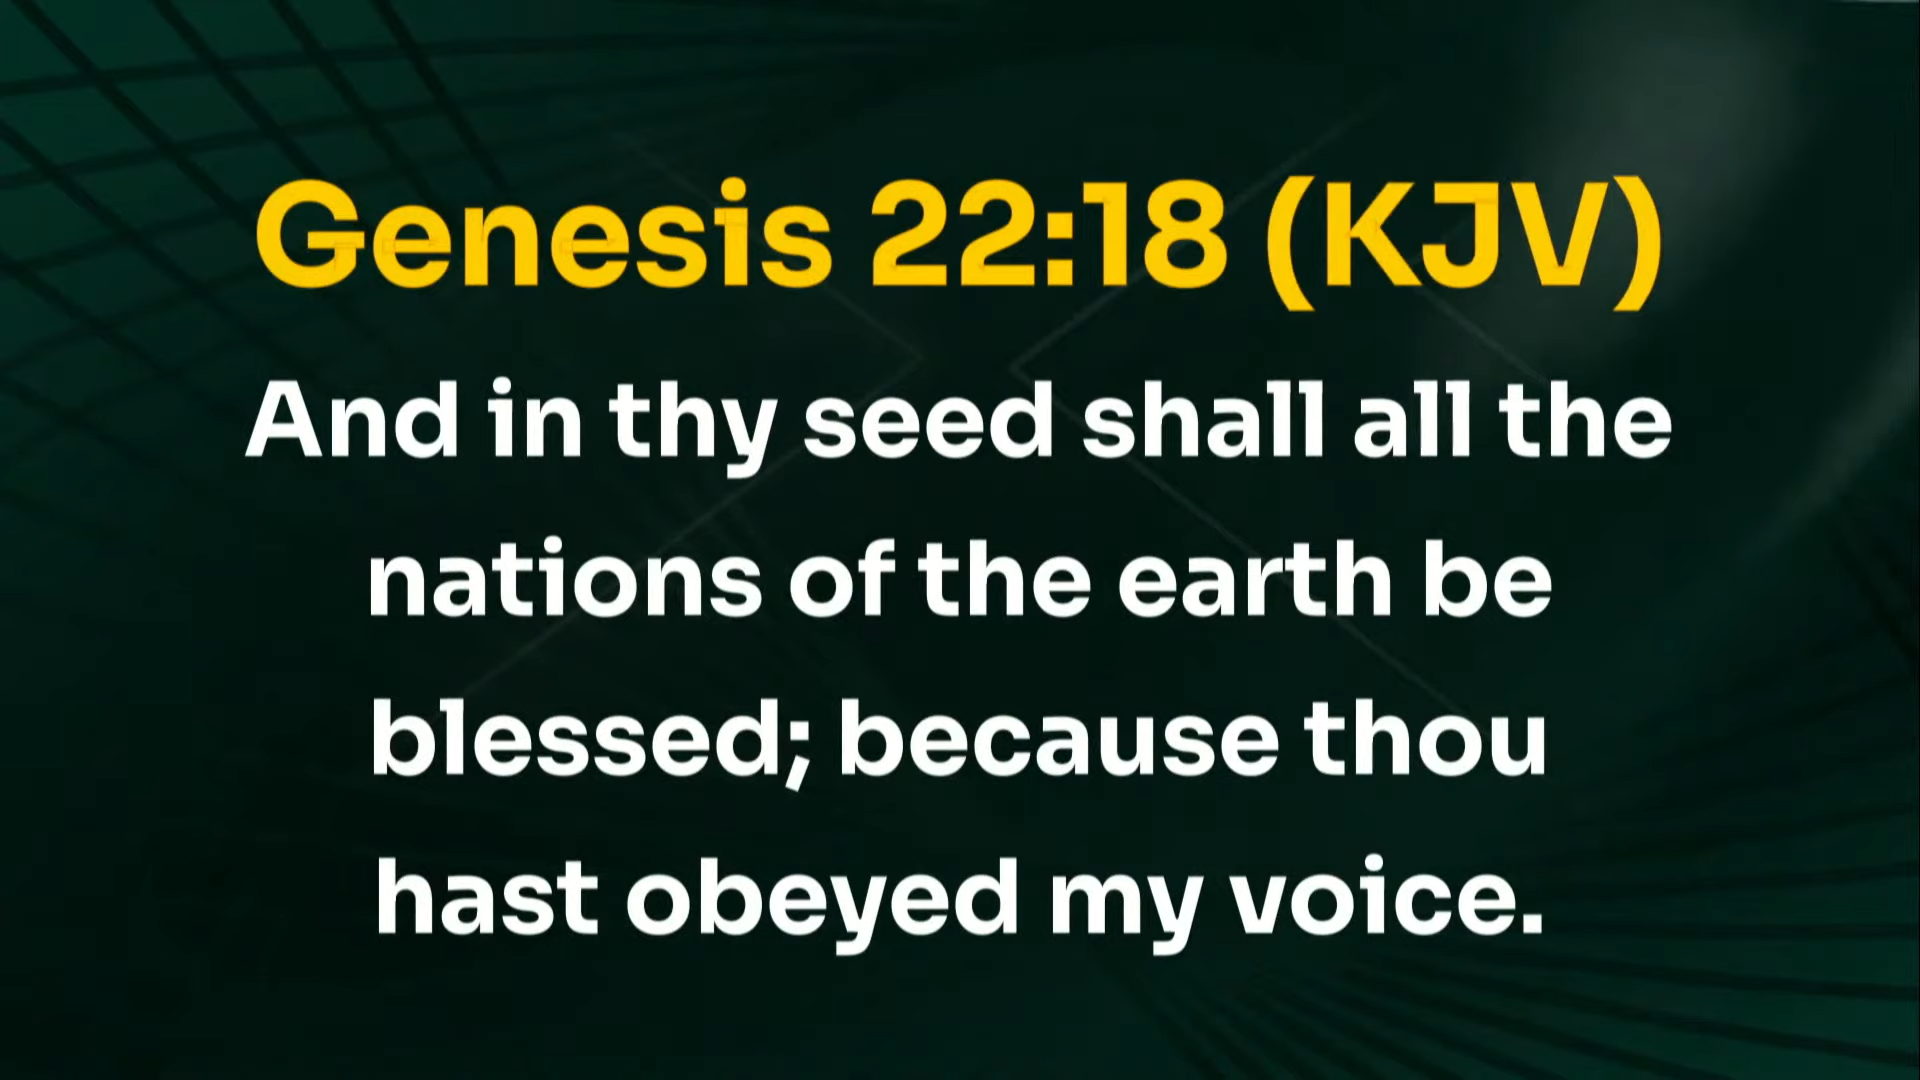 Genesis 22:18 (KJV)
And in thy seed shall all the
nations of the earth be
blessed; because thou
hast obeyed my voice.